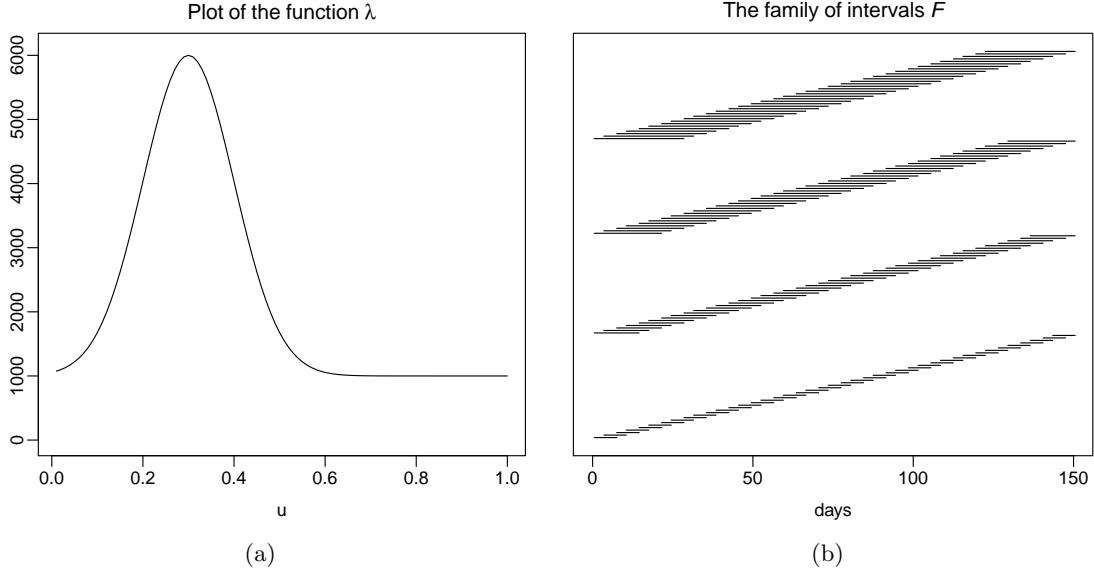 Plot of the function λ
6000
5000
4000
3000
2000
1000
0
0.0 0.2 0.4 0.6 0.8 1.0
u
(a)
The family of intervals F
0 50 100 150
days
(b)